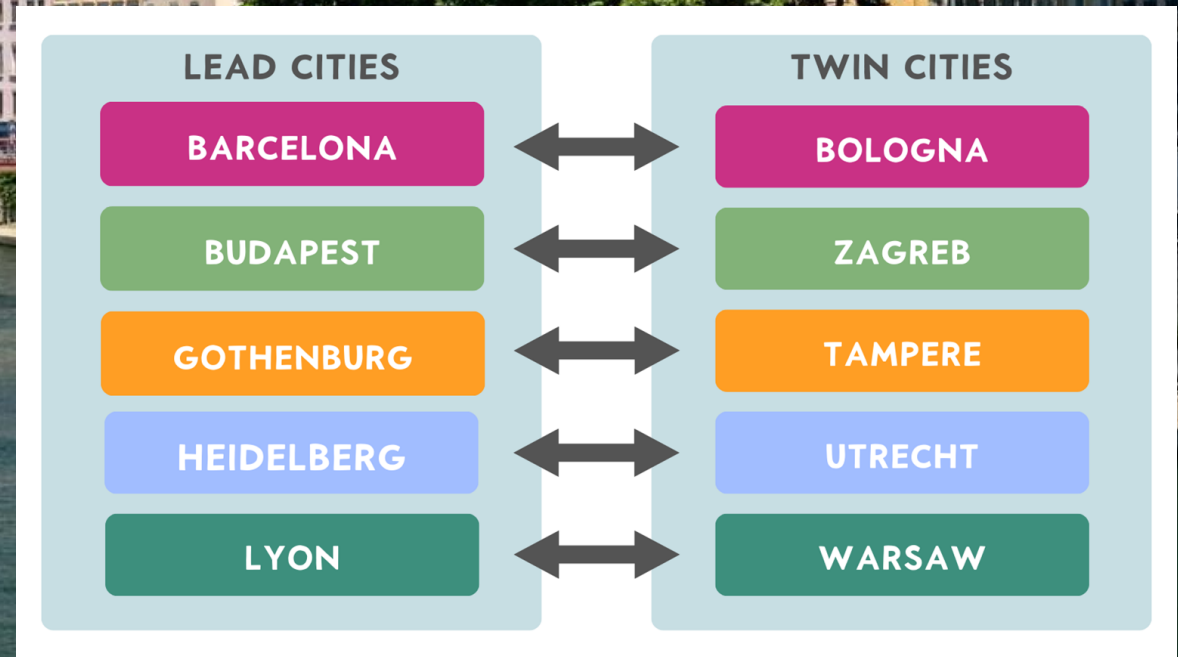 LEAD CITIES
BARCELONA
BUDAPEST
GOTHENBURG
HEIDELBERG
LYON
TWIN CITIES
BOLOGNA
ZAGREB
TAMPERE
UTRECHT
WARSAW